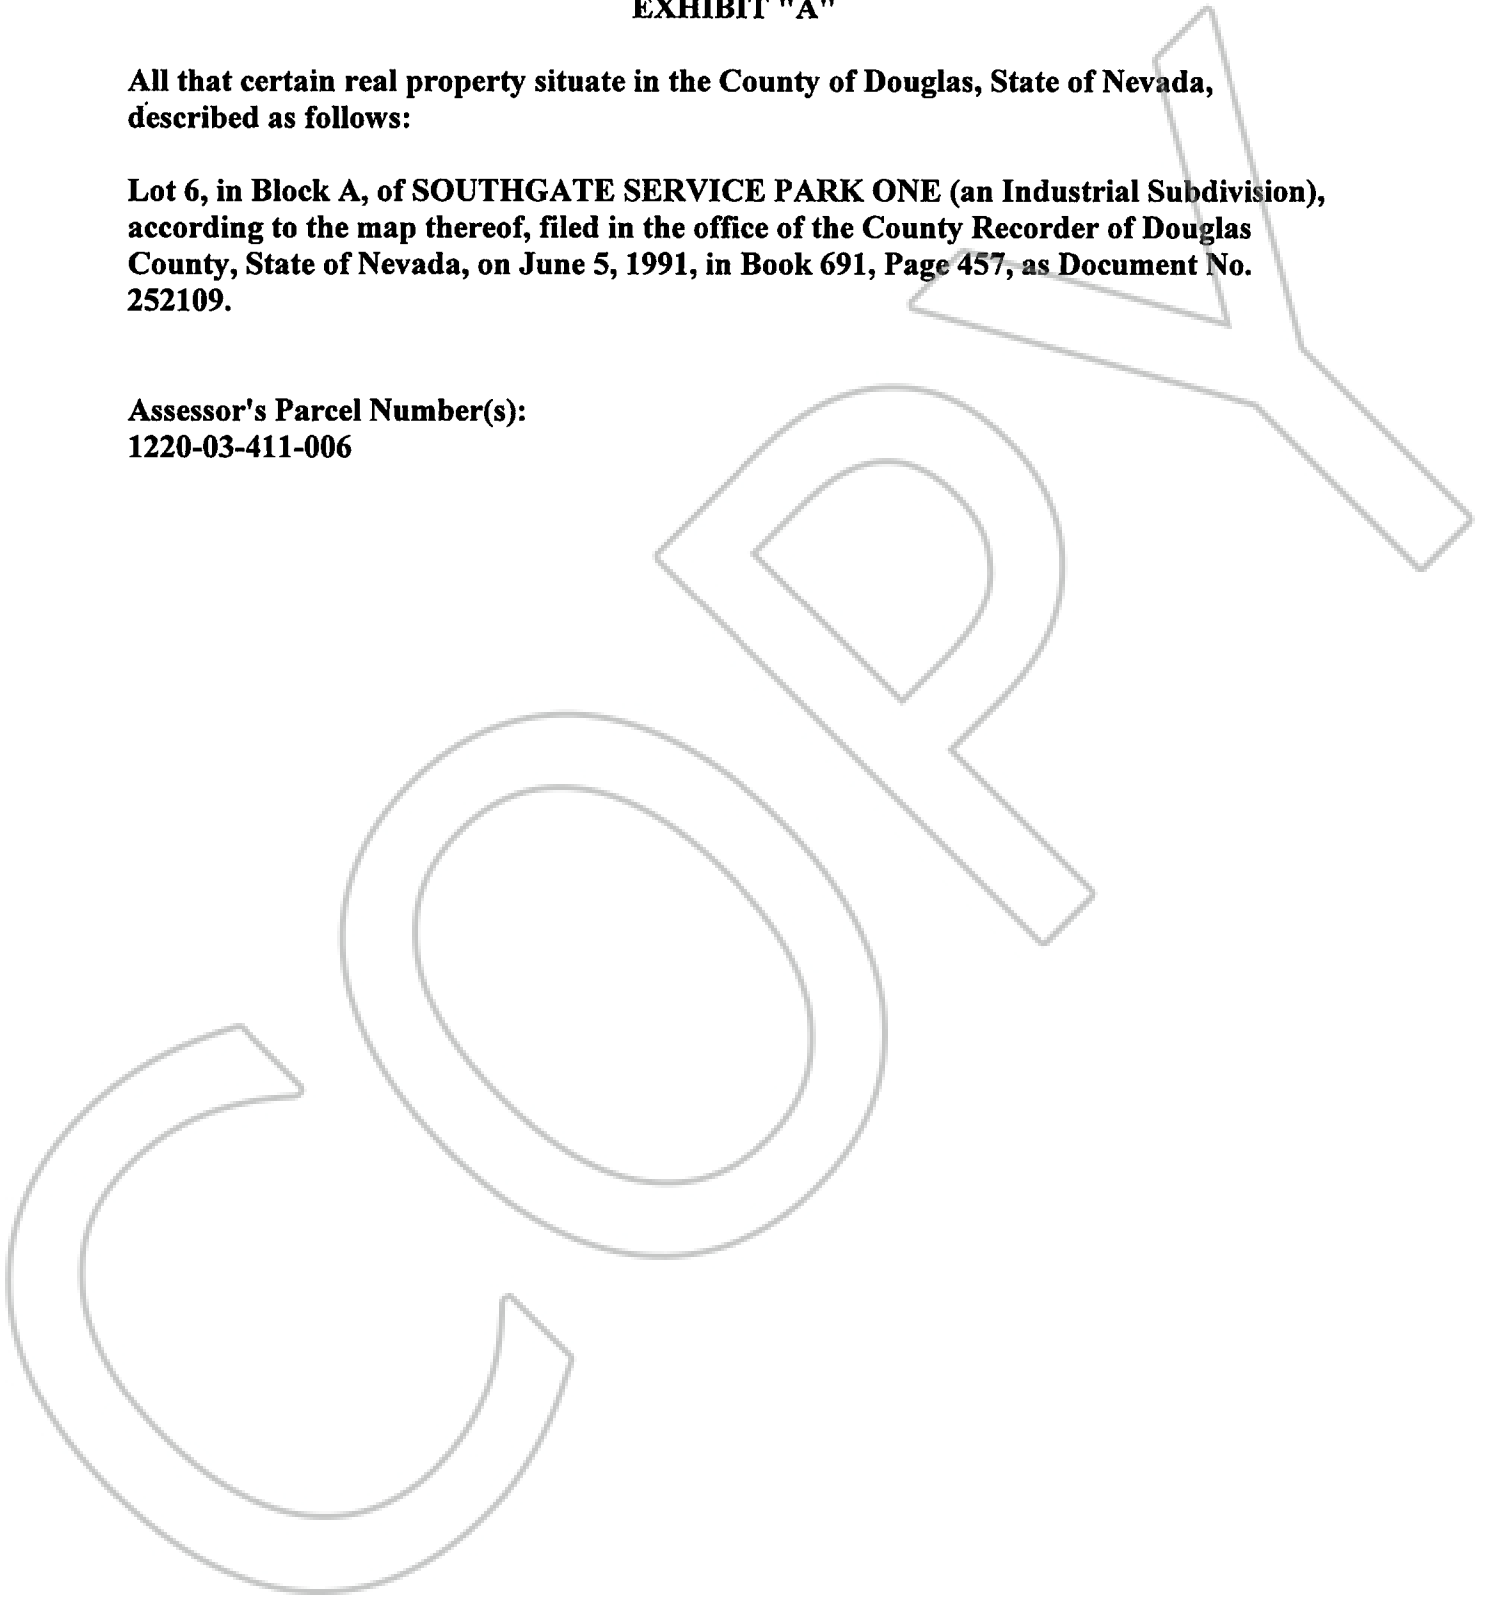 EXHIBIT "A"
All that certain real property situate in the County of Douglas, State of Nevada,
described as follows:
Lot 6, in Block A, of SOUTHGATE SERVICE PARK ONE (an Industrial Subdivision),
according to the map thereof, filed in the office of the County Recorder of Douglas
County, State of Nevada, on June 5, 1991, in Book 691, Page 457, as Document No.
252109.
Assessor's Parcel Number(s):
1220-03-411-006
COPY